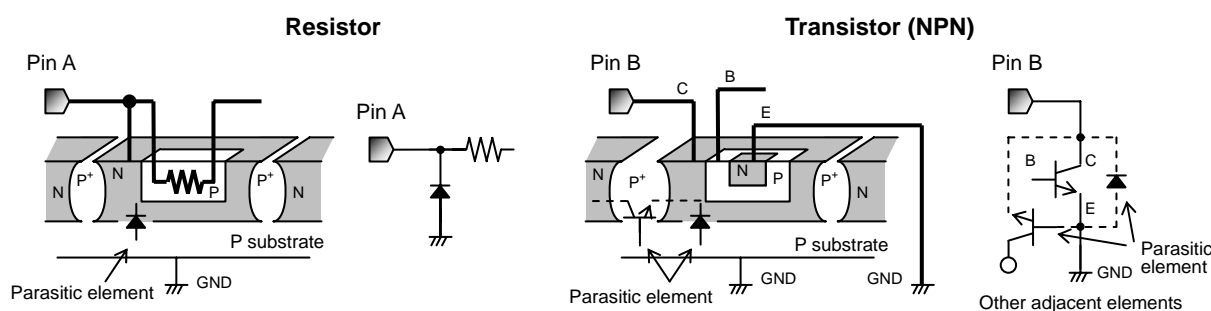 Resistor
Pin A
N
P+
N
P
P+
N
P substrate
Parasitic element
GND
Pin A
Transistor (NPN)
Pin B
C
B
E
N
P+
N
P
P+
N
P substrate
Parasitic element
GND
GND
Pin B
B
C
E
GND
Parasitic
element
Other adjacent elements